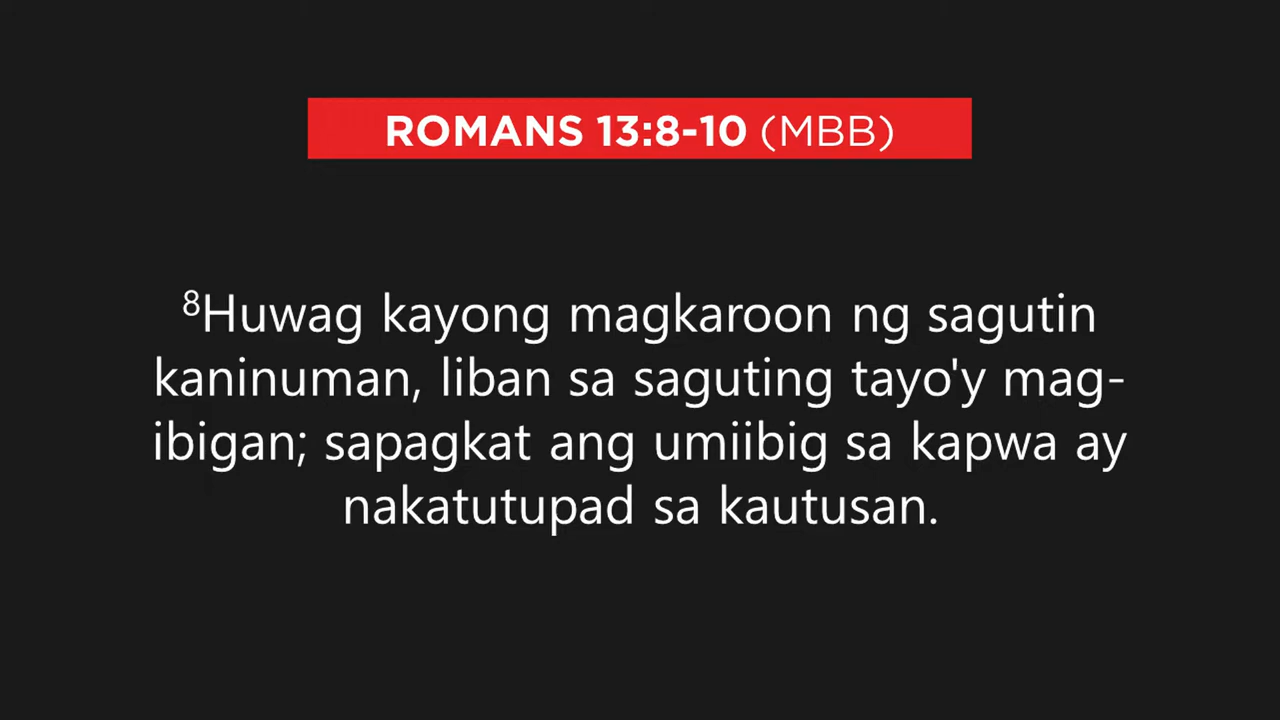 ROMANS 13:8-10 (MBB)
⁸Huwag kayong magkaroon ng sagutin
kaninuman, liban sa saguting tayo'y mag-
ibigan; sapagkat ang umiibig sa kapwa ay
nakatutupad sa kautusan.